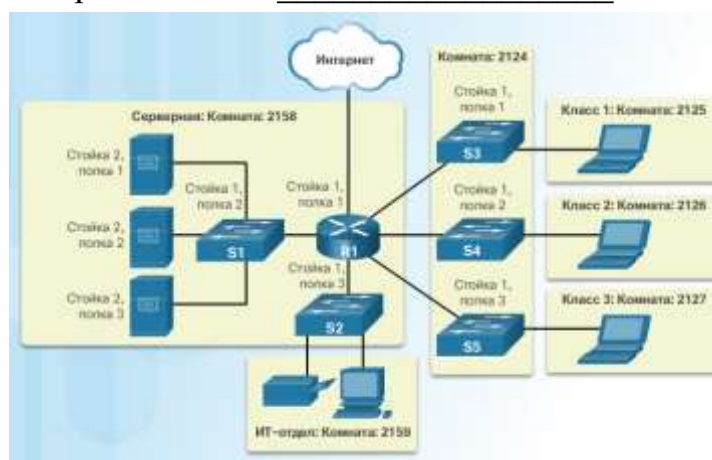 Интернет
Комната: 2124
Стойка 1,
полка 1
S3
Класс 1: Комната: 2125
Серверная: Комната: 2158
Стойка 2,
полка 1
Стойка 1,
полка 2
Стойка 1,
полка 1
Стойка 1,
полка 2
S4
Класс 2: Комната: 2126
Стойка 2,
полка 2
S1
R1
Стойка 1,
полка 3
Стойка 2,
полка 3
S2
Стойка 1,
полка 3
S5
Класс 3: Комната: 2127
ИТ-отдел: Комната: 2159